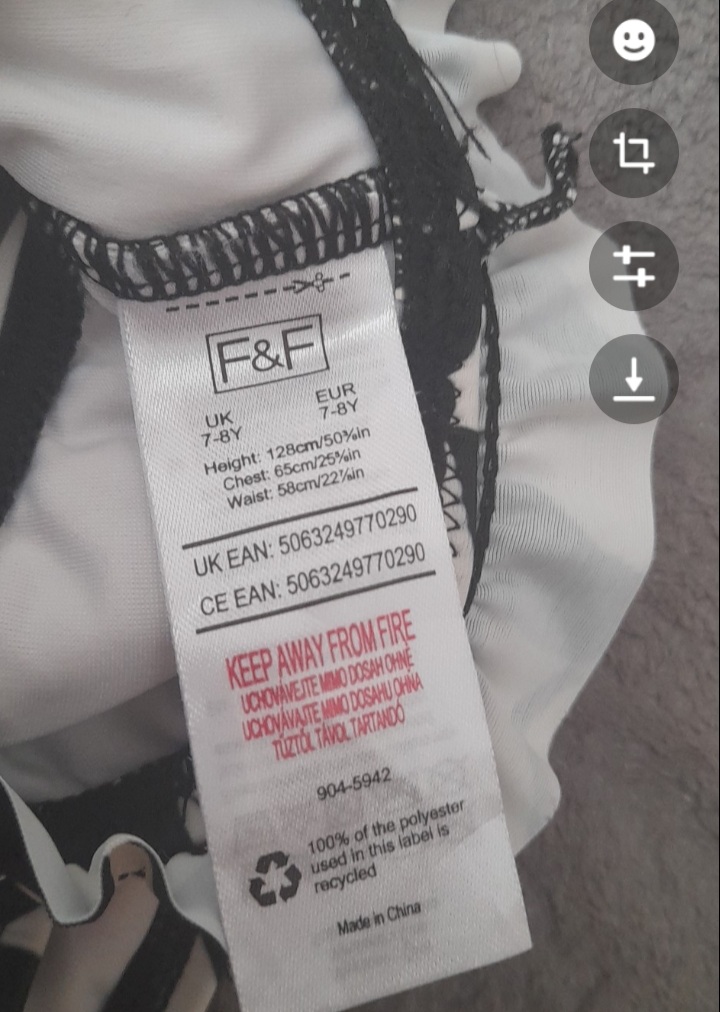 F&F
UK
7-8Y
EUR
7-8Y
Height: 128cm/50⅜in
Chest: 65cm/25⅝in
Waist: 58cm/22⅞in
UK EAN: 5063249770290
CE EAN: 5063249770290
KEEP AWAY FROM FIRE
UCHOVÁVEJTE MIMO DOSAH OHNĚ
UCHOVÁVAJTE MIMO DOSAHU OHŇA
TŰZTŐL TÁVOL TARTANDÓ
904-5942
100% of the polyester
used in this label is
recycled
Made in China